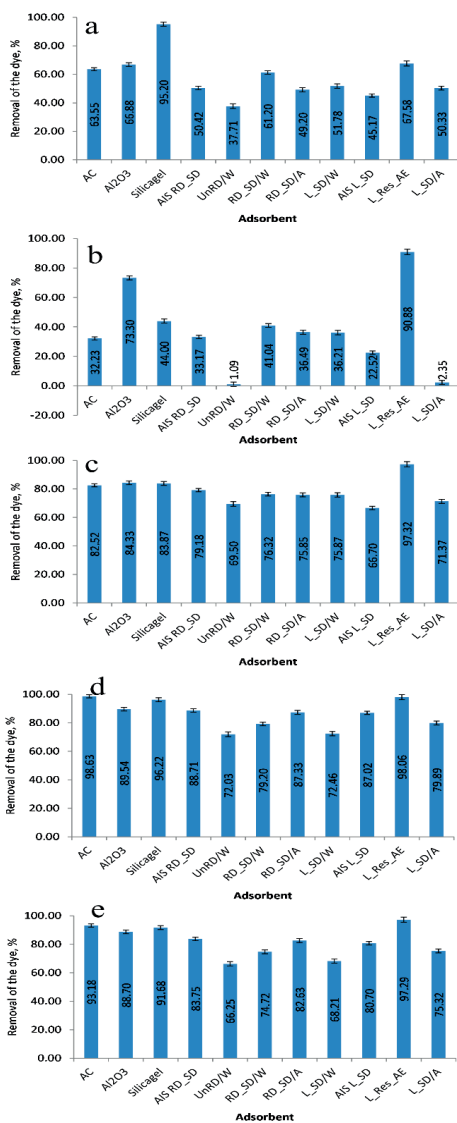 a
Removal of the dye, %
100.00
80.00
60.00
40.00
20.00
0.00
63.55
66.88
95.20
50.42
37.71
61.20
49.20
51.78
45.17
67.58
50.33
AC
Al2O3
Silicagel
AIS RD_SD
UnRD/W
RD_SD/W
RD_SD/A
L_SD/W
AIS L_SD
L_Res_AE
L_SD/A
Adsorbent
b
Removal of the dye, %
100.00
80.00
60.00
40.00
20.00
0.00
-20.00
32.23
73.30
44.00
33.17
1.09
41.04
36.49
36.21
22.52
90.88
2.35
AC
Al2O3
Silicagel
AIS RD_SD
UnRD/W
RD_SD/W
RD_SD/A
L_SD/W
AIS L_SD
L_Res_AE
L_SD/A
Adsorbent
c
Removal of the dye, %
100.00
80.00
60.00
40.00
20.00
0.00
82.52
84.33
83.87
79.18
69.50
76.32
75.85
75.87
66.70
97.32
71.37
AC
Al2O3
Silicagel
AIS RD_SD
UnRD/W
RD_SD/W
RD_SD/A
L_SD/W
AIS L_SD
L_Res_AE
L_SD/A
Adsorbent
d
Removal of the dye, %
100.00
80.00
60.00
40.00
20.00
0.00
98.63
89.54
96.22
88.71
72.03
79.20
87.33
72.46
87.02
98.06
79.89
AC
Al2O3
Silicagel
AIS RD_SD
UnRD/W
RD_SD/W
RD_SD/A
L_SD/W
AIS L_SD
L_Res_AE
L_SD/A
Adsorbent
e
Removal of the dye, %
100.00
80.00
60.00
40.00
20.00
0.00
93.18
88.70
91.68
83.75
66.25
74.72
82.63
68.21
80.70
97.29
75.32
AC
Al2O3
Silicagel
AIS RD_SD
UnRD/W
RD_SD/W
RD_SD/A
L_SD/W
AIS L_SD
L_Res_AE
L_SD/A
Adsorbent